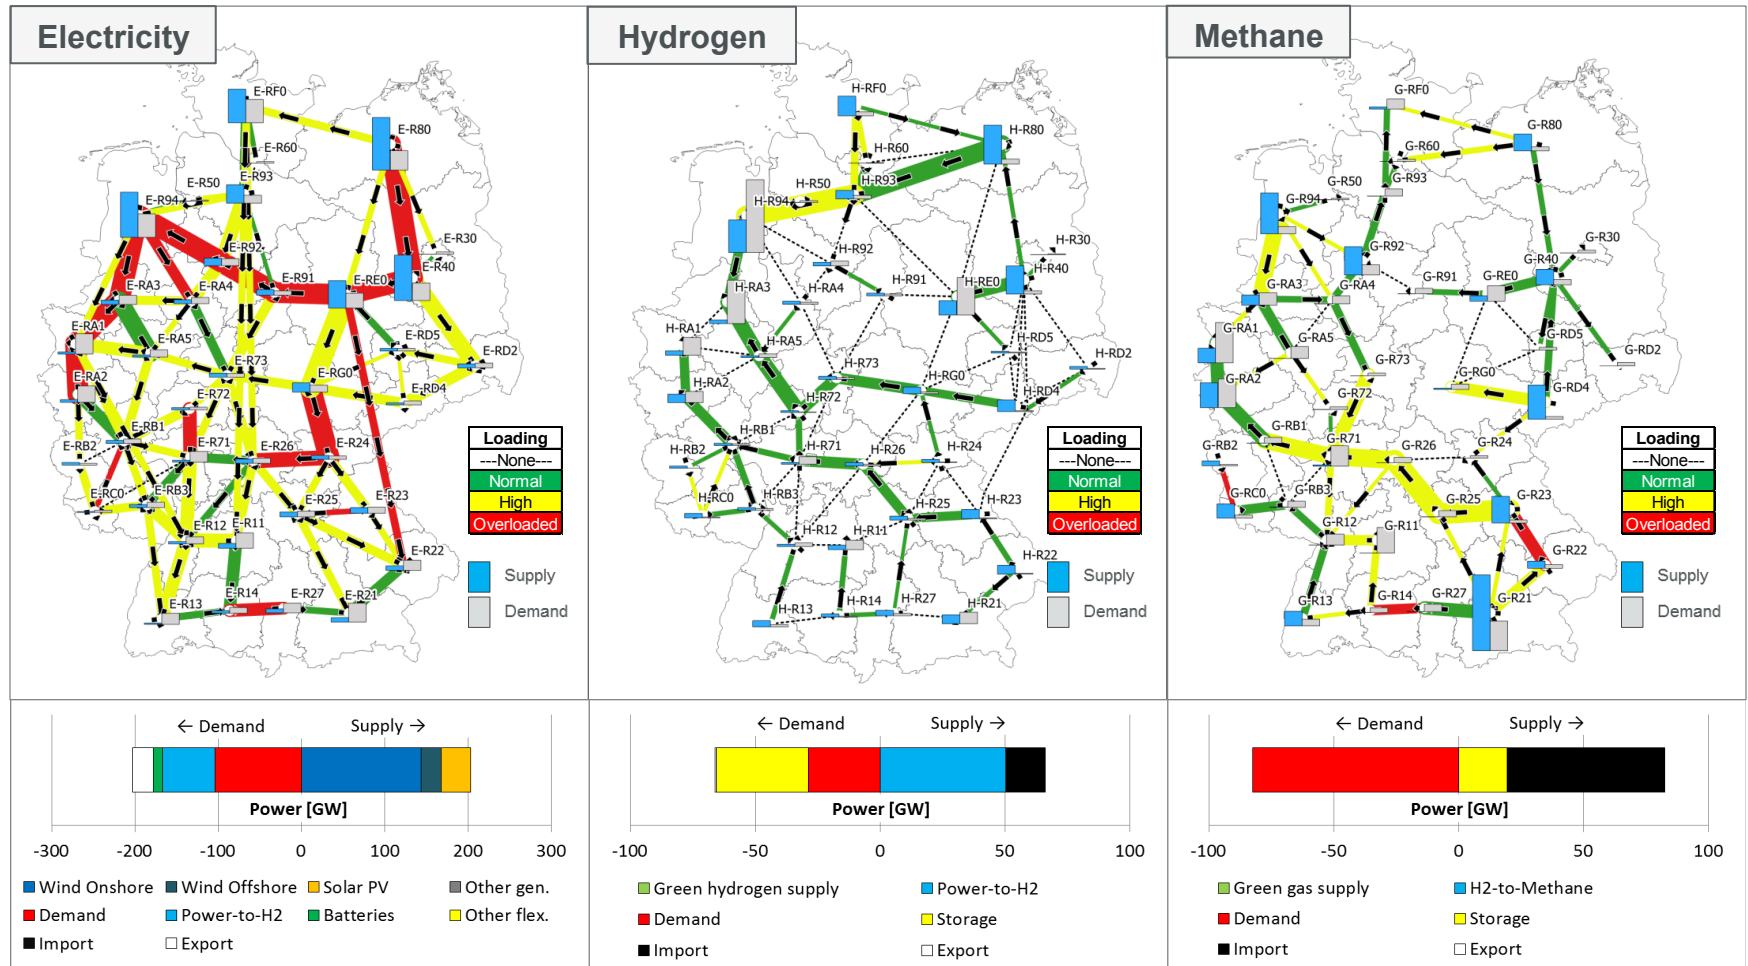 Electricity
E-RF0
E-R80
E-R60
E-R93
E-R50
E-R94
E-R92
E-R30
E-R40
E-R91
E-RE0
E-RA3
E-RA4
E-RA1
E-RA5
E-RD5
E-RD2
E-R73
E-RG0
E-RA2
E-RD4
E-R72
E-RB1
E-RB2
E-R71
E-R26
E-R24
E-RC0
E-RB3
E-R25
E-R23
E-R12
E-R11
E-R22
E-R13
E-R14
E-R27
E-R21
Loading
---None---
Normal
High
Overloaded
Supply
Demand
Hydrogen
H-RF0
H-R80
H-R60
H-R93
H-R50
H-R94
H-R92
H-R30
H-R40
H-R91
H-RE0
H-RA3
H-RA4
H-RA1
H-RA5
H-RD5
H-RD2
H-R73
H-RG0
H-RA2
H-RD4
H-R72
H-RB1
H-RB2
H-R71
H-R26
H-R24
H-RC0
H-RB3
H-R25
H-R23
H-R12
H-R11
H-R22
H-R13
H-R14
H-R27
H-R21
Loading
---None---
Normal
High
Overloaded
Supply
Demand
Methane
G-RF0
G-R80
G-R60
G-R93
G-R50
G-R94
G-R92
G-R30
G-R40
G-R91
G-RE0
G-RA3
G-RA4
G-RA1
G-RA5
G-RD5
G-RD2
G-R73
G-RG0
G-RA2
G-RD4
G-R72
G-RB1
G-RB2
G-R71
G-R26
G-R24
G-RC0
G-RB3
G-R25
G-R23
G-R12
G-R11
G-R22
G-R13
G-R14
G-R27
G-R21
Loading
---None---
Normal
High
Overloaded
Supply
Demand
← Demand Supply →
Power [GW]
-300 -200 -100 0 100 200 300
Wind Onshore Wind Offshore Solar PV Other gen.
Demand Power-to-H2 Batteries Other flex.
Import Export
← Demand Supply →
Power [GW]
-100 -50 0 50 100
Green hydrogen supply Power-to-H2
Demand Storage
Import Export
← Demand Supply →
Power [GW]
-100 -50 0 50 100
Green gas supply H2-to-Methane
Demand Storage
Import Export